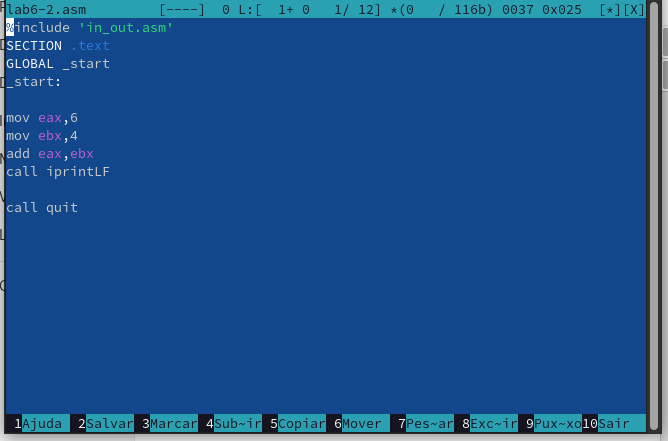 lab6-2.asm [----] 0 L:[ 1+ 0 1/ 12] *(0 / 116b) 0037 0x025 [*][X]
%include 'in_out.asm'
SECTION .text
GLOBAL _start
_start:
mov eax,6
mov ebx,4
add eax,ebx
call iprintLF
call quit
1Ajuda 2Salvar 3Marcar 4Sub~ir 5Copiar 6Mover 7Pes~ar 8Exc~ir 9Pux~xo 10Sair